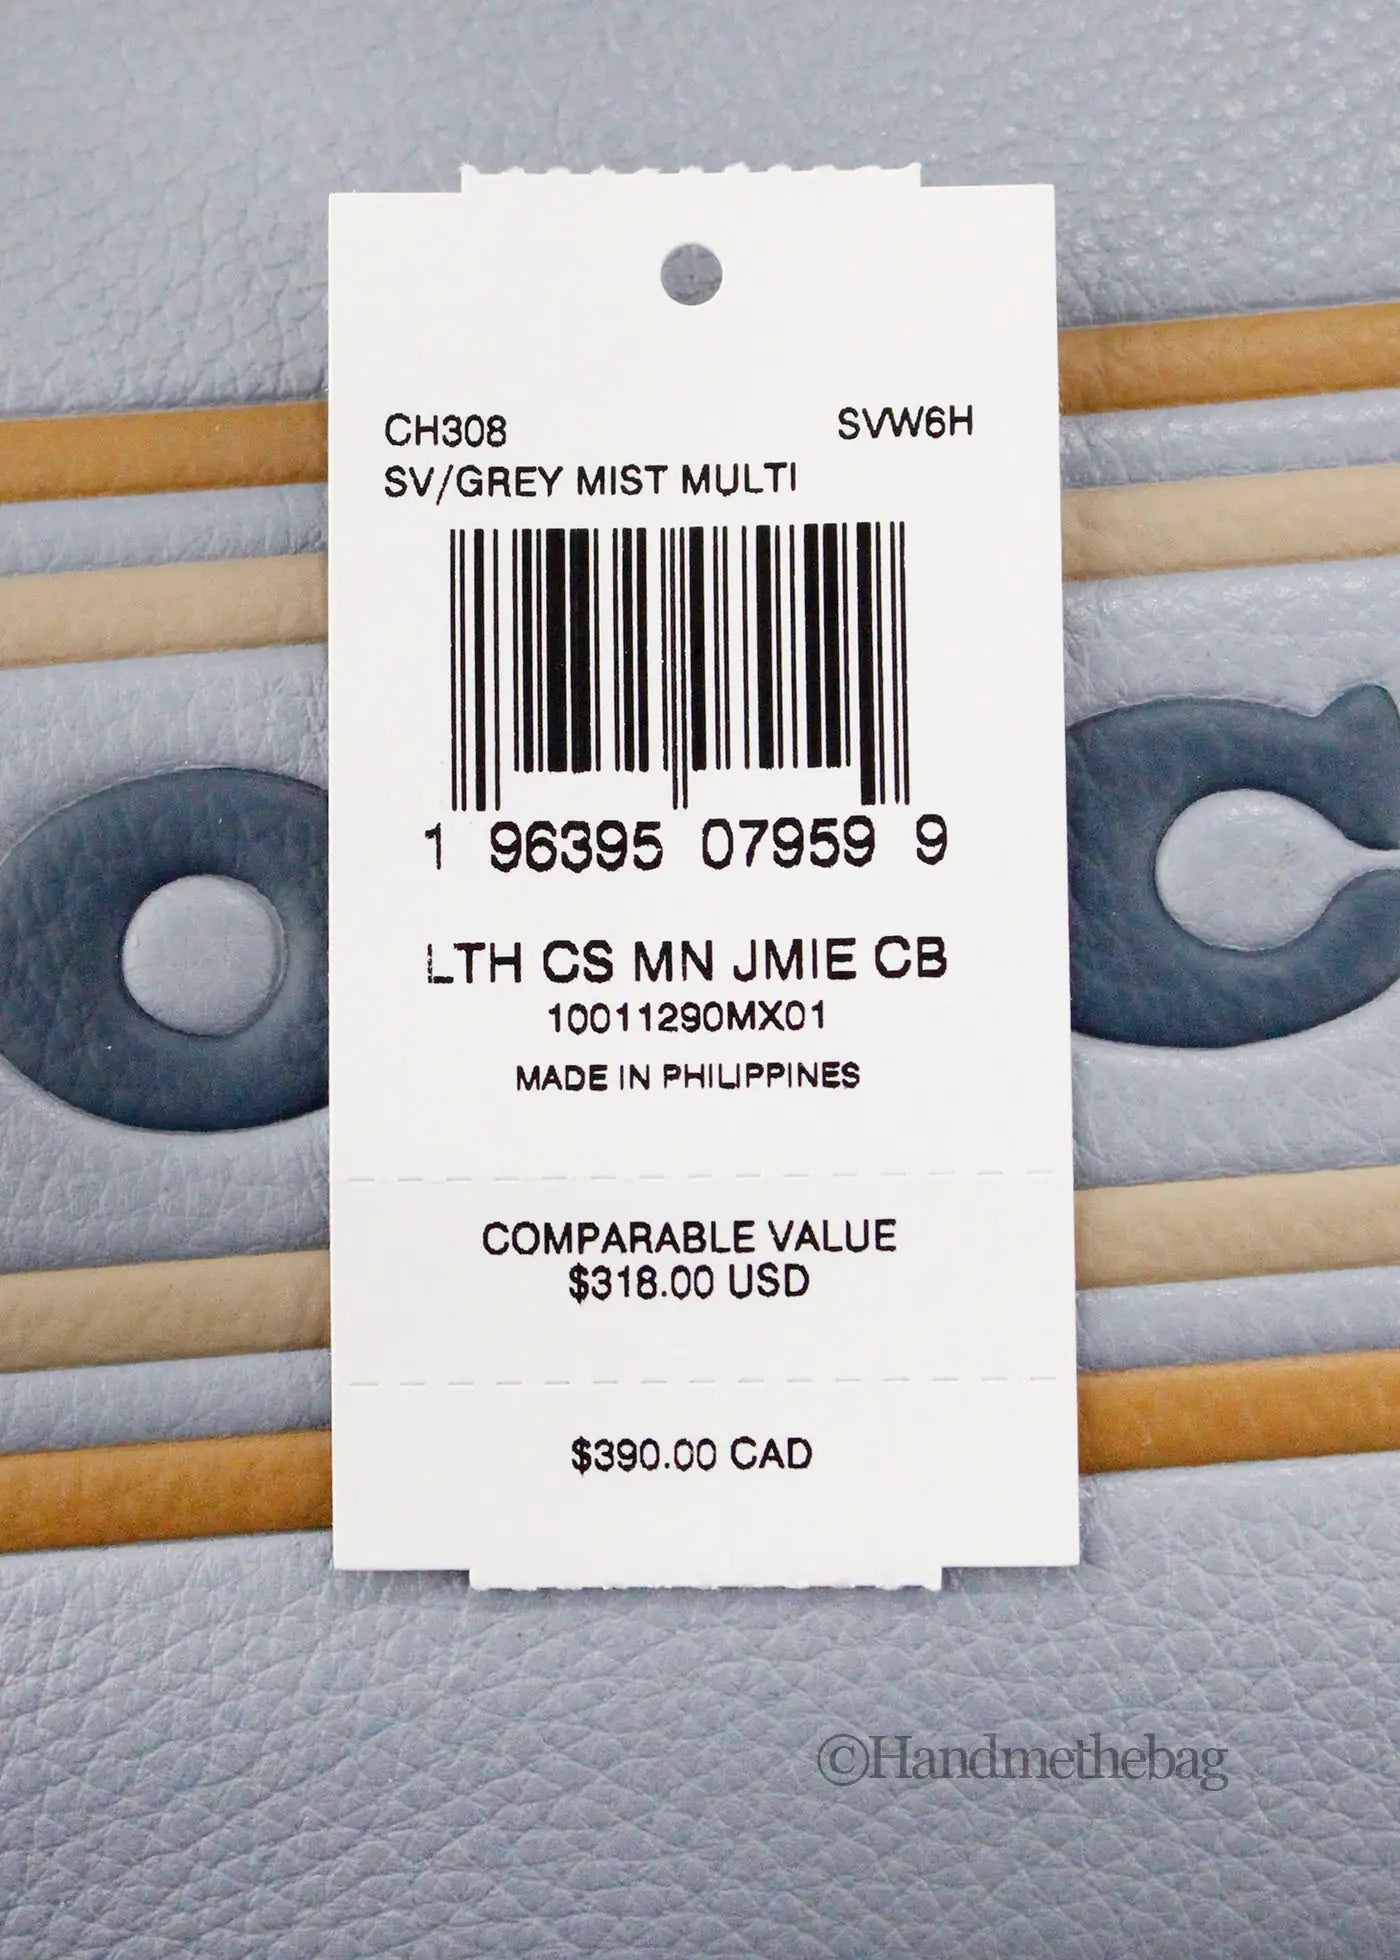 CH308 SVW6H
SV/GREY MIST MULTI
1 96395 07959 9
LTH CS MN JMIE CB
10011290MX01
MADE IN PHILIPPINES
COMPARABLE VALUE
$318.00 USD
$390.00 CAD
©Handmethebag